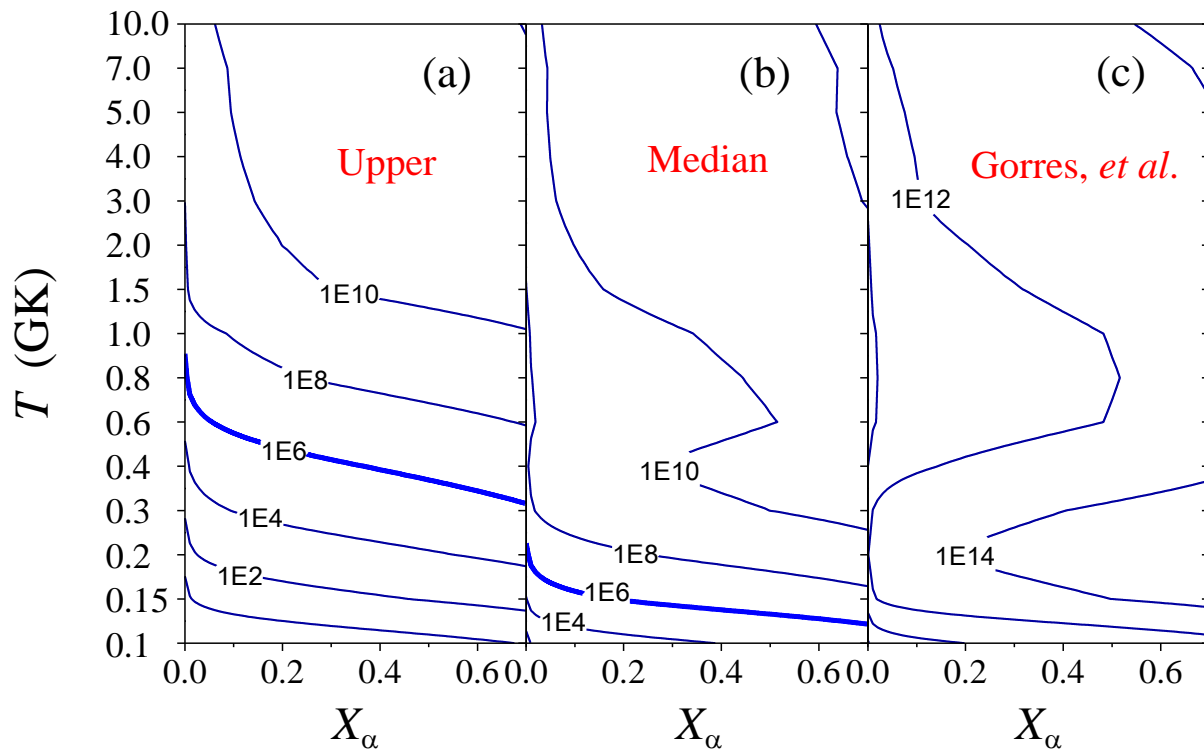 10.0
7.0
5.0
4.0
3.0
2.0
1.5
1.0
0.8
0.6
0.4
0.3
0.2
0.15
0.1
T (GK)
(a)
Upper
1E10
1E8
1E6
1E4
1E2
0.0 0.2 0.4 0.6
Xα
(b)
Median
1E10
1E8
1E6
1E4
0.0 0.2 0.4 0.6
Xα
(c)
Gorres, et al.
1E12
1E14
0.0 0.2 0.4 0.6
Xα